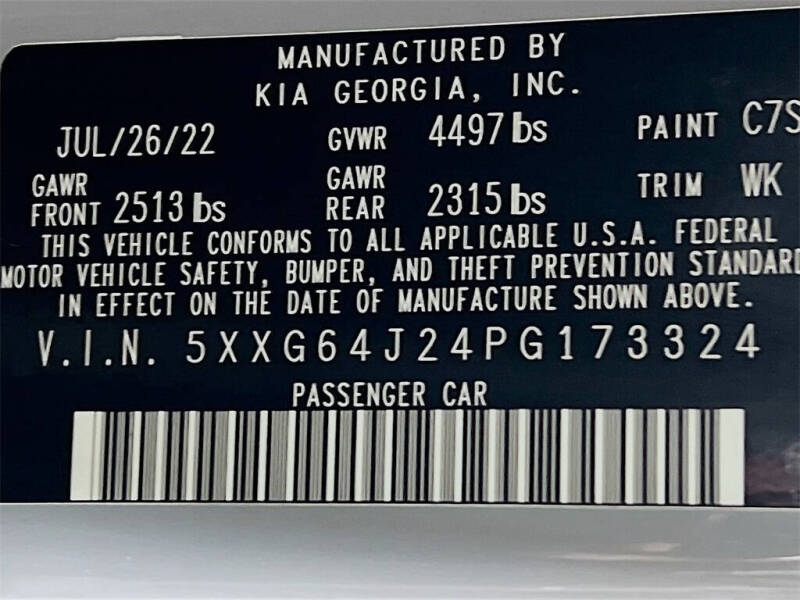 MANUFACTURED BY
KIA GEORGIA, INC.
JUL/26/22 GVWR 4497 lbs PAINT C7S
GAWR FRONT 2513 lbs GAWR REAR 2315 lbs TRIM WK
THIS VEHICLE CONFORMS TO ALL APPLICABLE U.S.A. FEDERAL
MOTOR VEHICLE SAFETY, BUMPER, AND THEFT PREVENTION STANDARD
IN EFFECT ON THE DATE OF MANUFACTURE SHOWN ABOVE.
V.I.N. 5XXG64J24PG173324
PASSENGER CAR